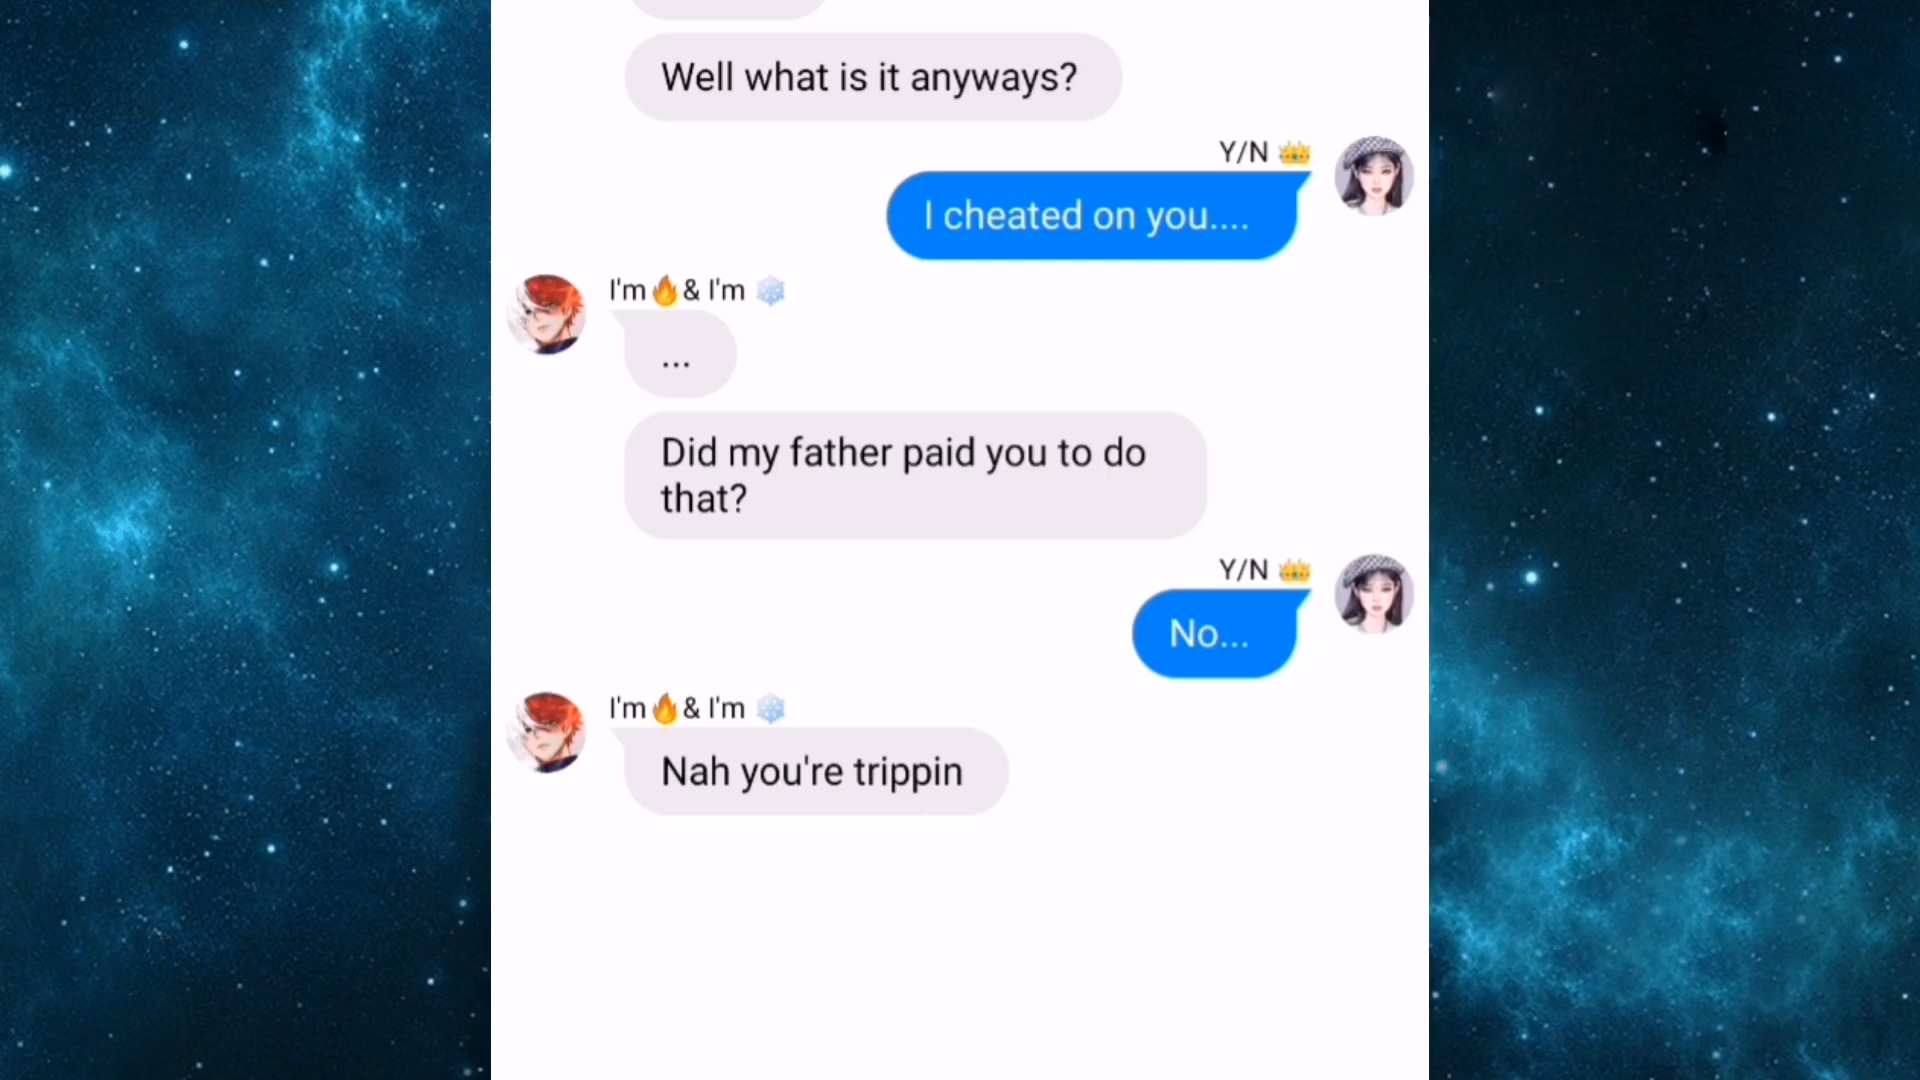 Well what is it anyways?
Y/N 👑
I cheated on you....
I'm🔥& I'm ❄️
...
Did my father paid you to do
that?
Y/N 👑
No...
I'm🔥& I'm ❄️
Nah you're trippin